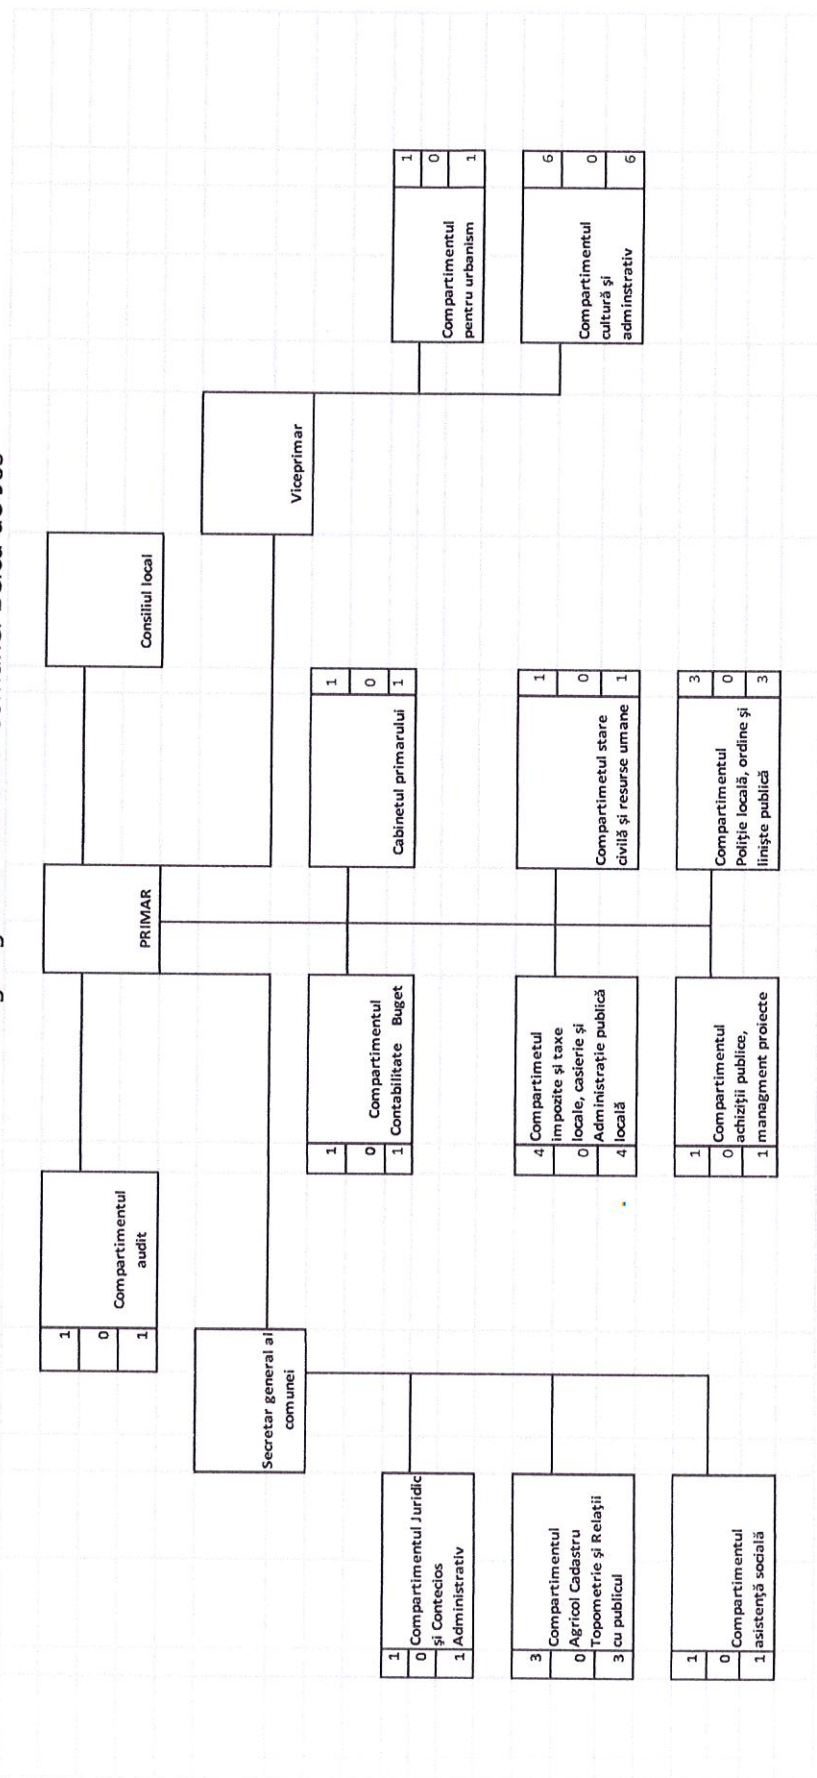 Consiliul local
PRIMAR
Compartimentul
audit
1
0
1
Viceprimar
Secretar general al
comunei
Cabinetul primarului
1
0
1
Compartimentul
Contabilitate Buget
1
0
1
Compartimentul
pentru urbanism
1
0
1
Compartimentul Juridic
și Contecios
Administrativ
1
0
1
Compartimentul
cultură și
adminstrativ
6
0
6
Compartimetul stare
civilă și resurse umane
1
0
1
Compartimetul
impozite și taxe
locale, casierie și
Administrație publică
locală
4
0
4
Compartimentul
Agricol Cadastru
Topometrie și Relații
cu publicul
3
0
3
Compartimentul
Poliție locală, ordine și
liniște publică
3
0
3
Compartimentul
achiziții publice,
managment proiecte
1
0
1
Compartimentul
asistență socială
1
0
1